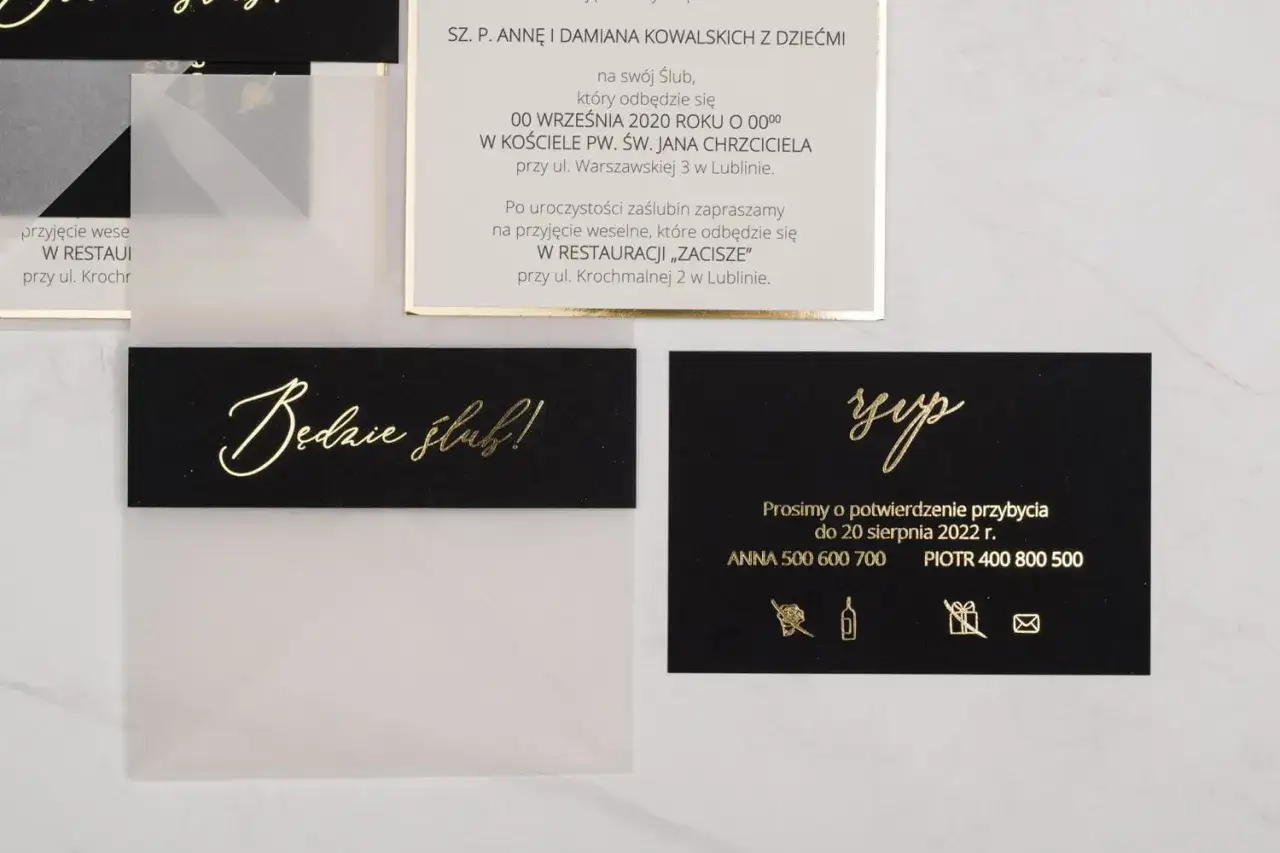 SZ. P. ANNĘ I DAMIANA KOWALSKICH Z DZIEĆMI
na swój Ślub,
który odbędzie się
00 WRZEŚNIA 2020 ROKU O 00⁰⁰
W KOŚCIELE PW. ŚW. JANA CHRZCICIELA
przy ul. Warszawskiej 3 w Lublinie.
Po uroczystości zaślubin zapraszamy
na przyjęcie weselne, które odbędzie się
W RESTAURACJI „ZACISZE”
przy ul. Krochmalnej 2 w Lublinie.
przyjęcie wese
W RESTAU
przy ul. Kroch
Będzie ślub!
rsvp
Prosimy o potwierdzenie przybycia
do 20 sierpnia 2022 r.
ANNA 500 600 700 PIOTR 400 800 500